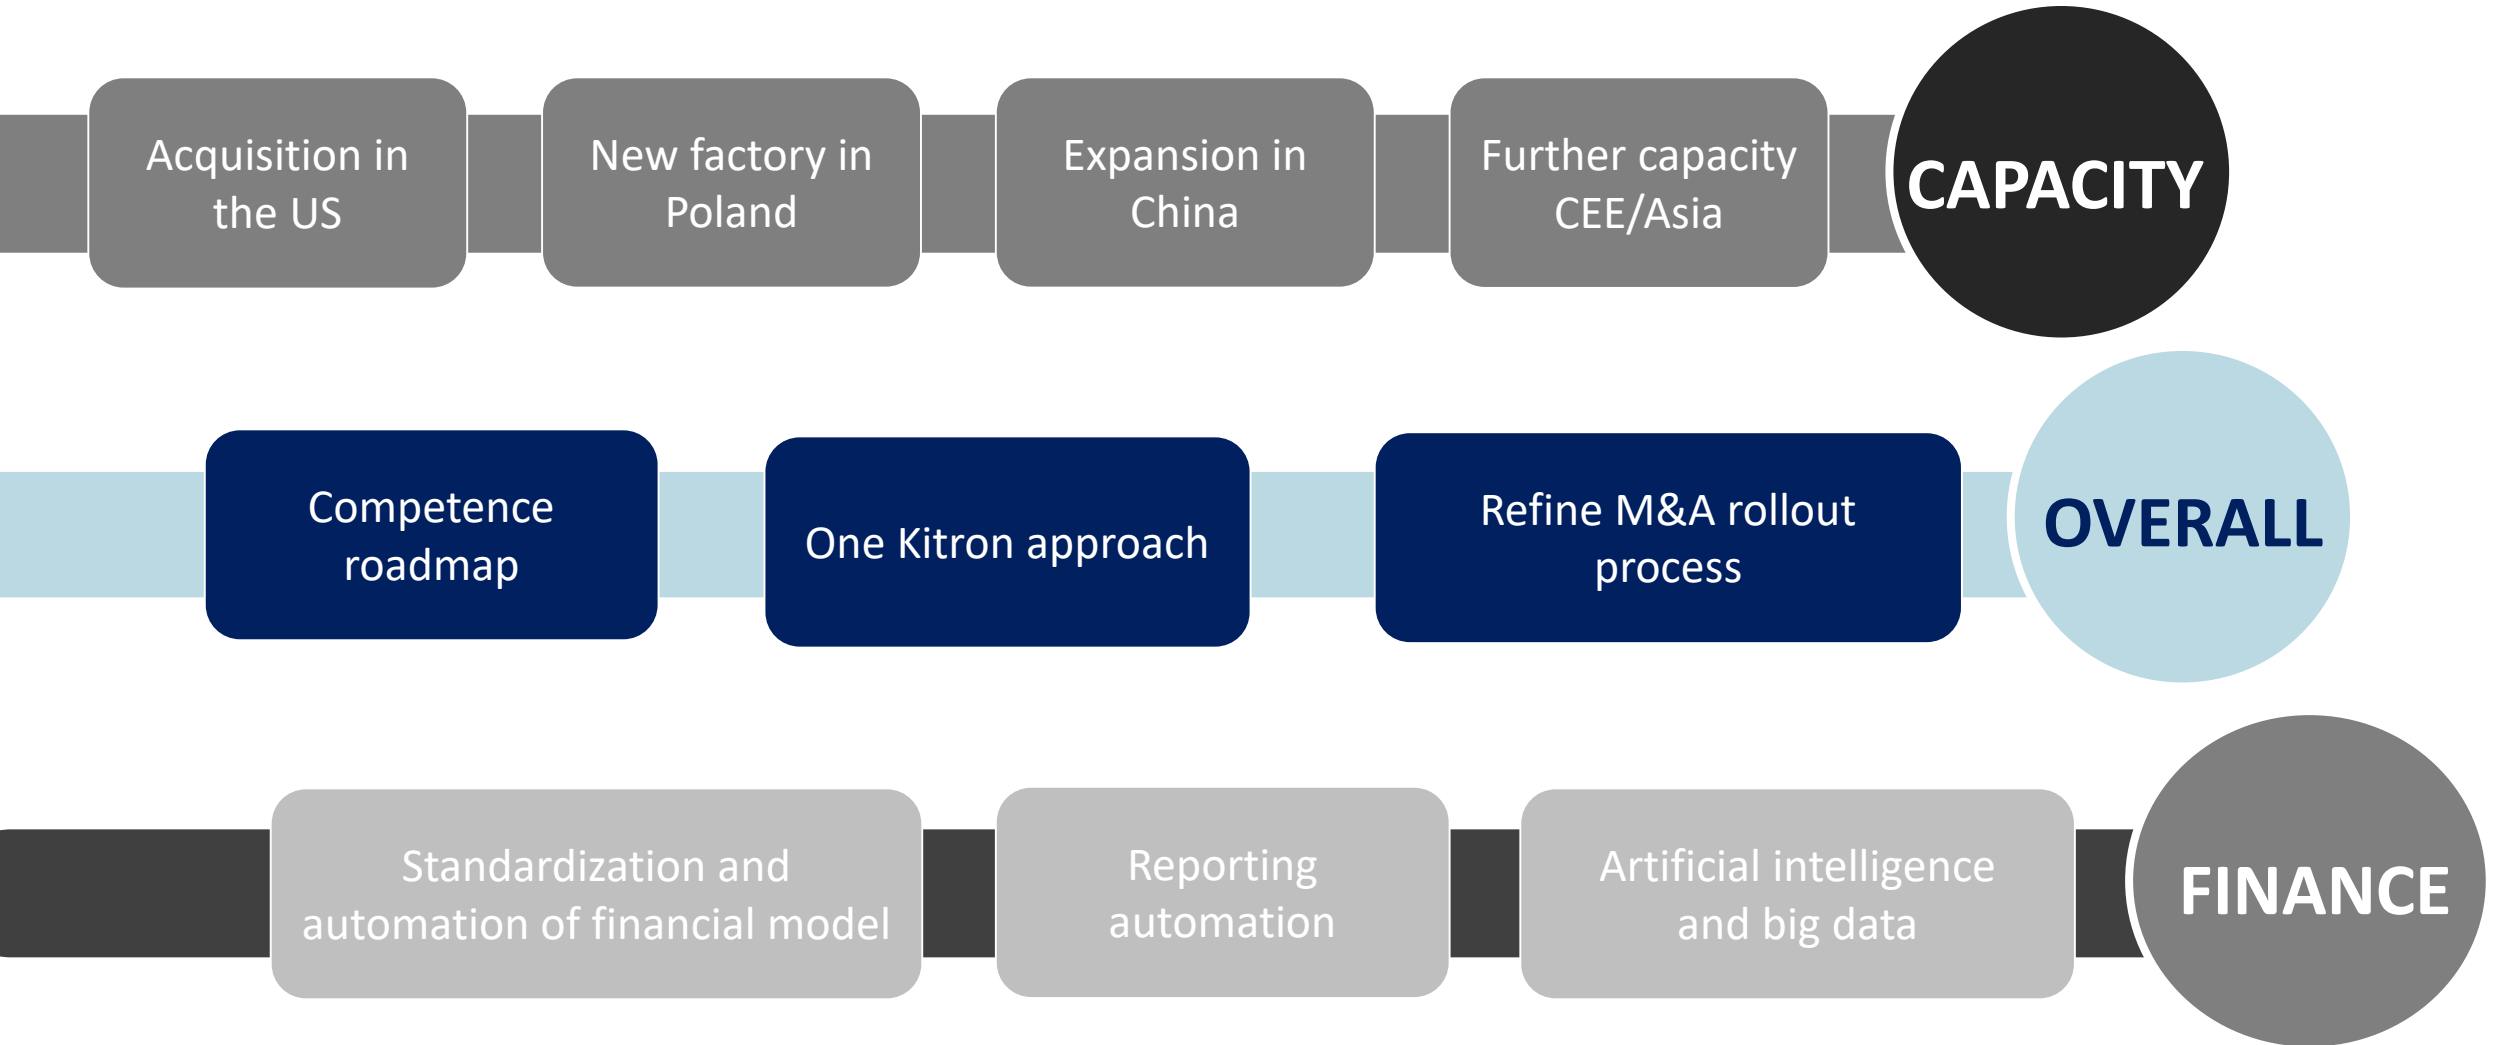 Acquisition in
the US
New factory in
Poland
Expansion in
China
Further capacity
CEE/Asia
CAPACITY
Competence
roadmap
One Kitron approach
Refine M&A rollout
process
OVERALL
Standardization and
automation of financial model
Reporting
automation
Artificial intelligence
and big data
FINANCE